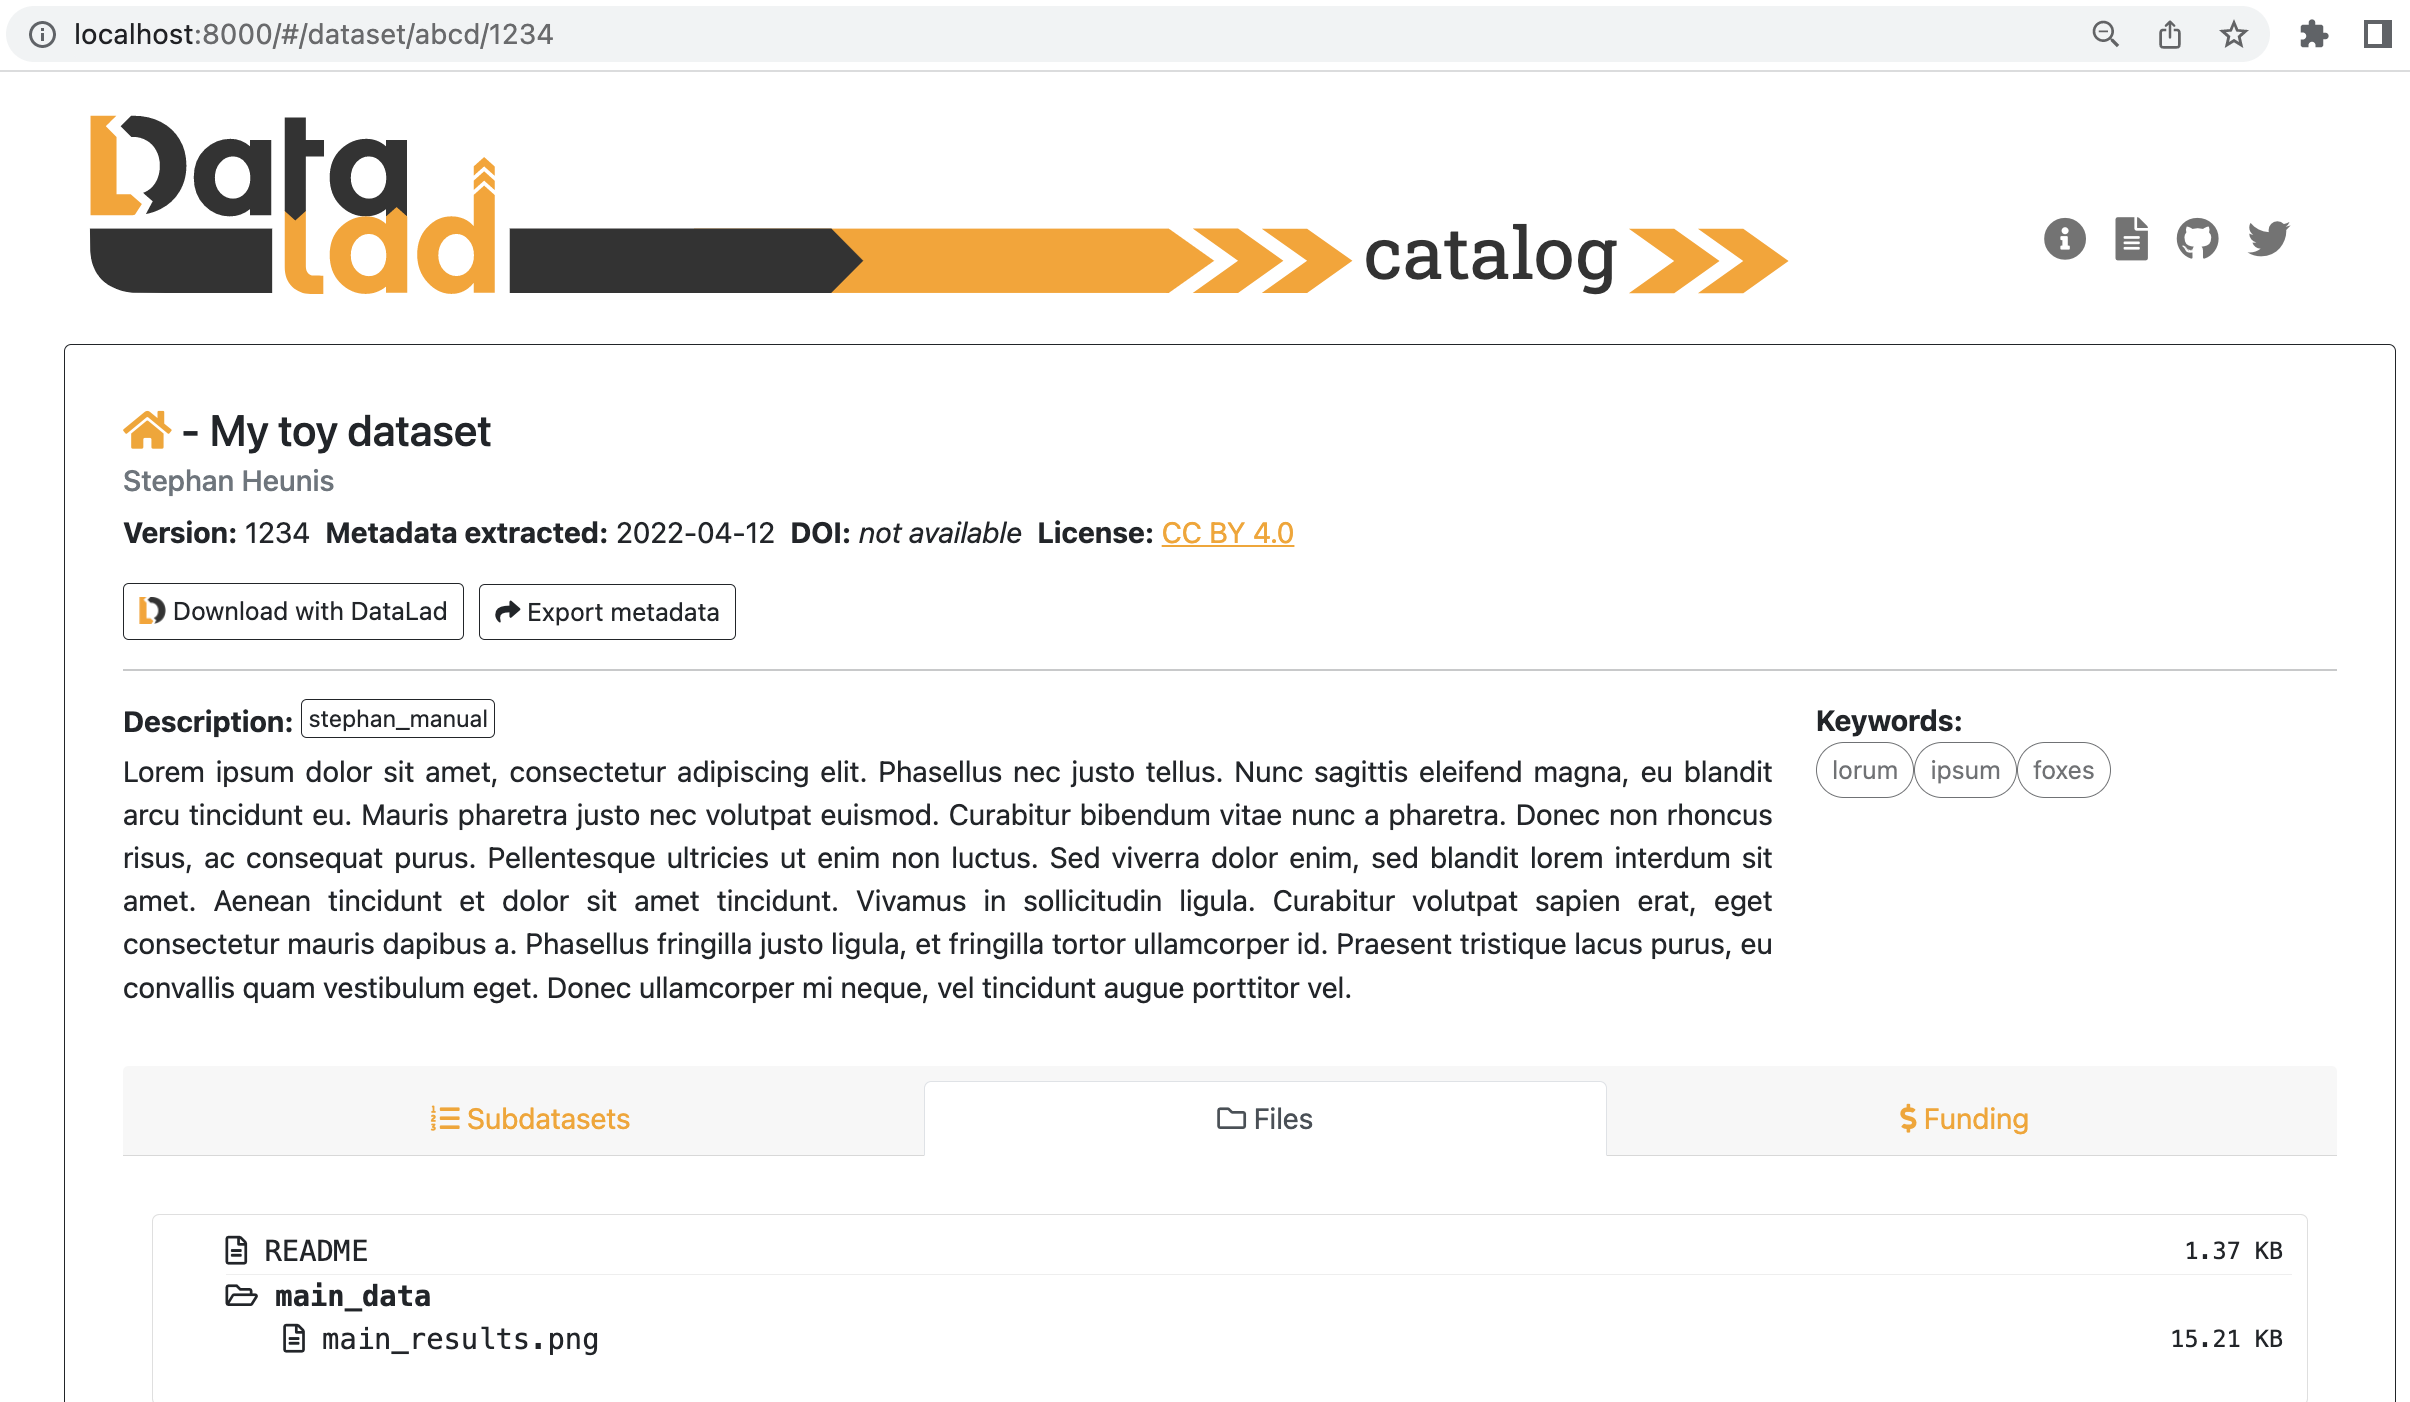 localhost:8000/#/dataset/abcd/1234
Data
Lad
catalog
- My toy dataset
Stephan Heunis
Version: 1234 Metadata extracted: 2022-04-12 DOI: not available License: CC BY 4.0
Download with DataLad Export metadata
Description: stephan_manual
Lorem ipsum dolor sit amet, consectetur adipiscing elit. Phasellus nec justo tellus. Nunc sagittis eleifend magna, eu blandit
arcu tincidunt eu. Mauris pharetra justo nec volutpat euismod. Curabitur bibendum vitae nunc a pharetra. Donec non rhoncus
risus, ac consequat purus. Pellentesque ultricies ut enim non luctus. Sed viverra dolor enim, sed blandit lorem interdum sit
amet. Aenean tincidunt et dolor sit amet tincidunt. Vivamus in sollicitudin ligula. Curabitur volutpat sapien erat, eget
consectetur mauris dapibus a. Phasellus fringilla justo ligula, et fringilla tortor ullamcorper id. Praesent tristique lacus purus, eu
convallis quam vestibulum eget. Donec ullamcorper mi neque, vel tincidunt augue porttitor vel.
Keywords:
lorum ipsum foxes
Subdatasets Files $ Funding
README 1.37 KB
main_data
main_results.png 15.21 KB